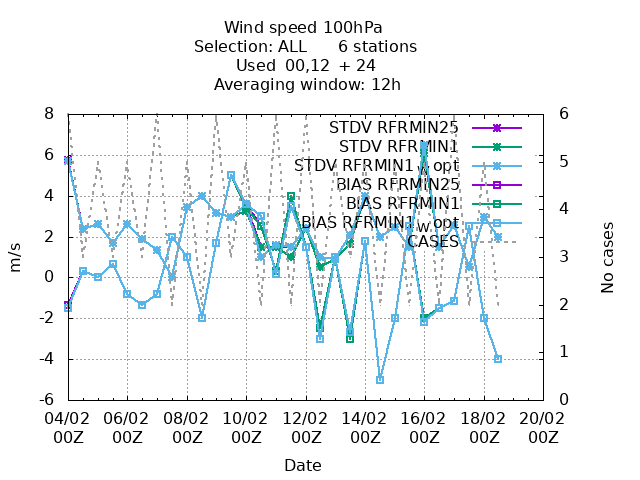 Wind speed 100hPa
Selection: ALL      6 stations
Used  00,12  + 24
Averaging window: 12h
STDV RFRMIN25
STDV RFRMIN1
STDV RFRMIN1_w_opt
BIAS RFRMIN25
BIAS RFRMIN1
BIAS RFRMIN1_w_opt
CASES
8
6
4
2
0
-2
-4
-6
m/s
6
5
4
3
2
1
0
No cases
04/02 06/02 08/02 10/02 12/02 14/02 16/02 18/02 20/02
00Z 00Z 00Z 00Z 00Z 00Z 00Z 00Z 00Z
Date